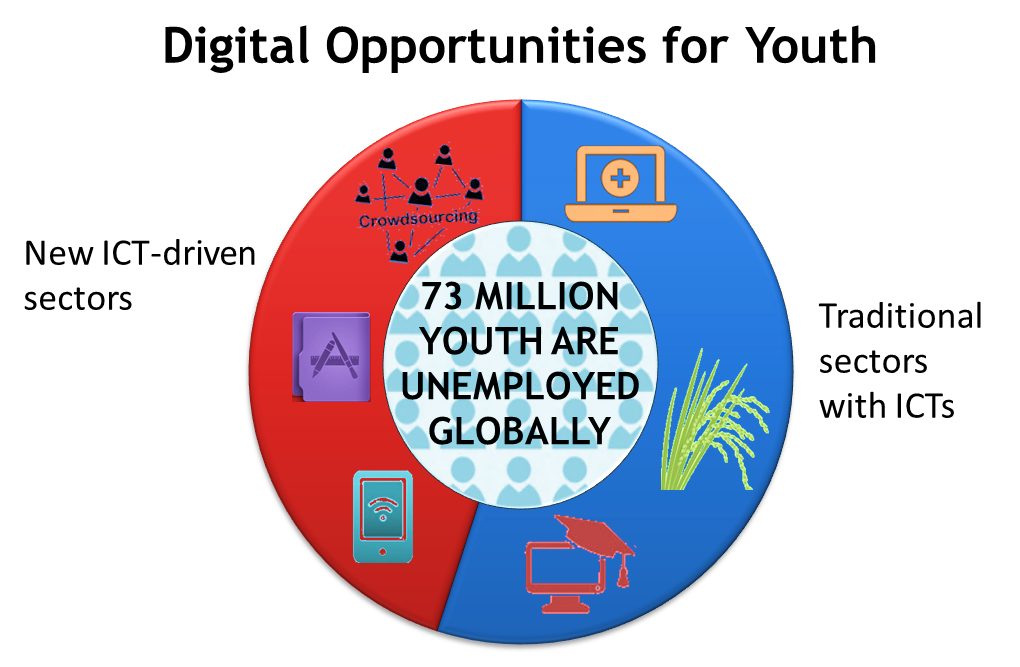 Digital Opportunities for Youth
Crowdsourcing
New ICT-driven
sectors
73 MILLION
YOUTH ARE
UNEMPLOYED
GLOBALLY
Traditional
sectors
with ICTs